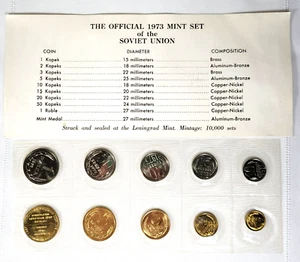 THE OFFICIAL 1973 MINT SET
of the
SOVIET UNION
COIN DIAMETER COMPOSITION
1 Kopek 15 millimeters Brass
2 Kopeks 18 millimeters Aluminum-Bronze
3 Kopeks 22 millimeters Brass
5 Kopeks 25 millimeters Aluminum-Bronze
10 Kopeks 18 millimeters Copper-Nickel
15 Kopeks 20 millimeters Copper-Nickel
20 Kopeks 22 millimeters Copper-Nickel
50 Kopeks 24 millimeters Copper-Nickel
1 Ruble 27 millimeters Copper-Nickel
Mint Medal 27 millimeters Aluminum-Bronze
Struck and sealed at the Leningrad Mint. Mintage: 10,000 sets